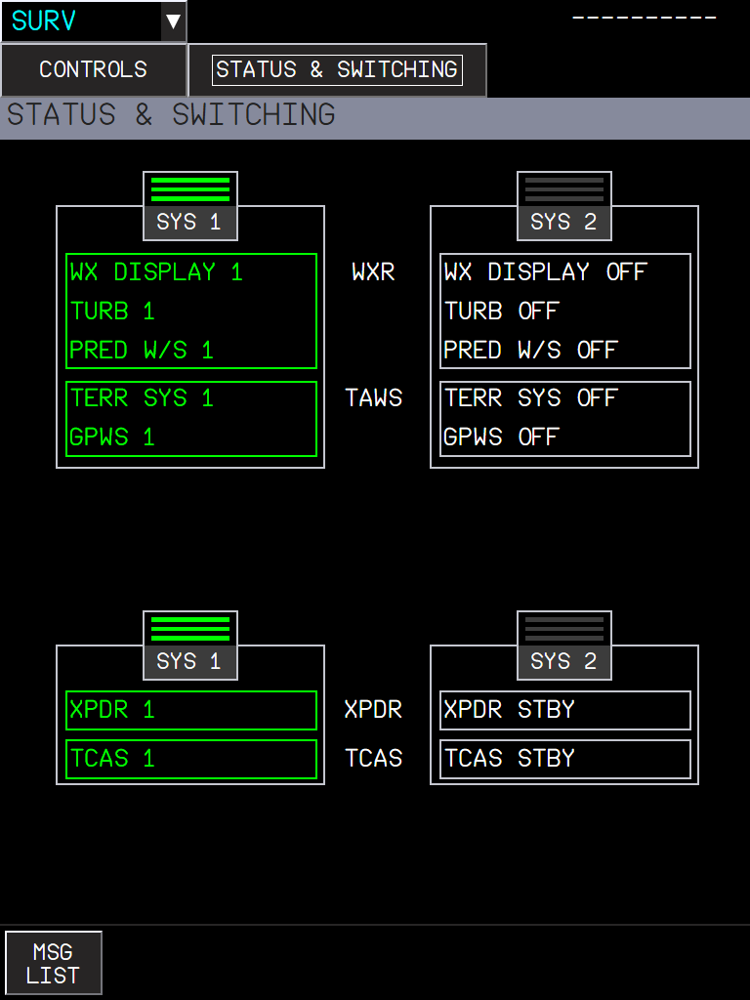 SURV ▼
----------
CONTROLS STATUS & SWITCHING
STATUS & SWITCHING
SYS 1 SYS 2
WX DISPLAY 1 WXR WX DISPLAY OFF
TURB 1 TURB OFF
PRED W/S 1 PRED W/S OFF
TERR SYS 1 TAWS TERR SYS OFF
GPWS 1 GPWS OFF
SYS 1 SYS 2
XPDR 1 XPDR XPDR STBY
TCAS 1 TCAS TCAS STBY
MSG
LIST